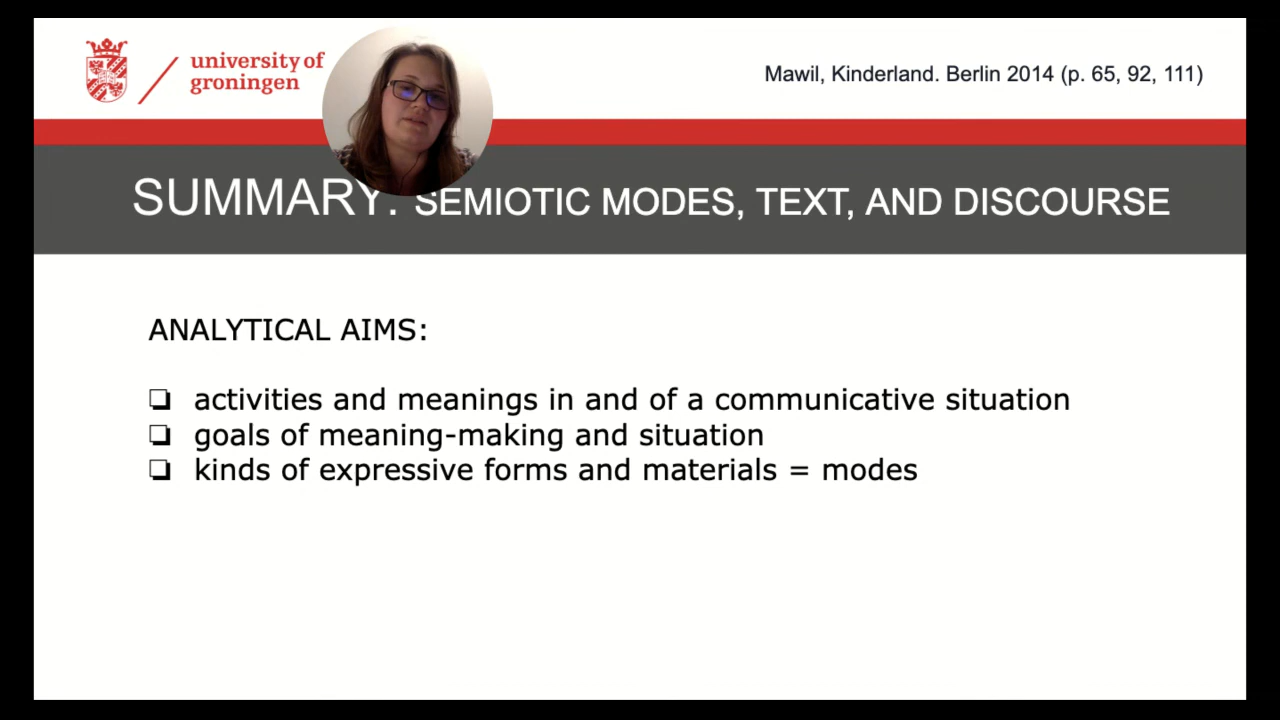 university of
groningen
Mawil, Kinderland. Berlin 2014 (p. 65, 92, 111)
SUMMARY: SEMIOTIC MODES, TEXT, AND DISCOURSE
ANALYTICAL AIMS:
❏ activities and meanings in and of a communicative situation
❏ goals of meaning-making and situation
❏ kinds of expressive forms and materials = modes